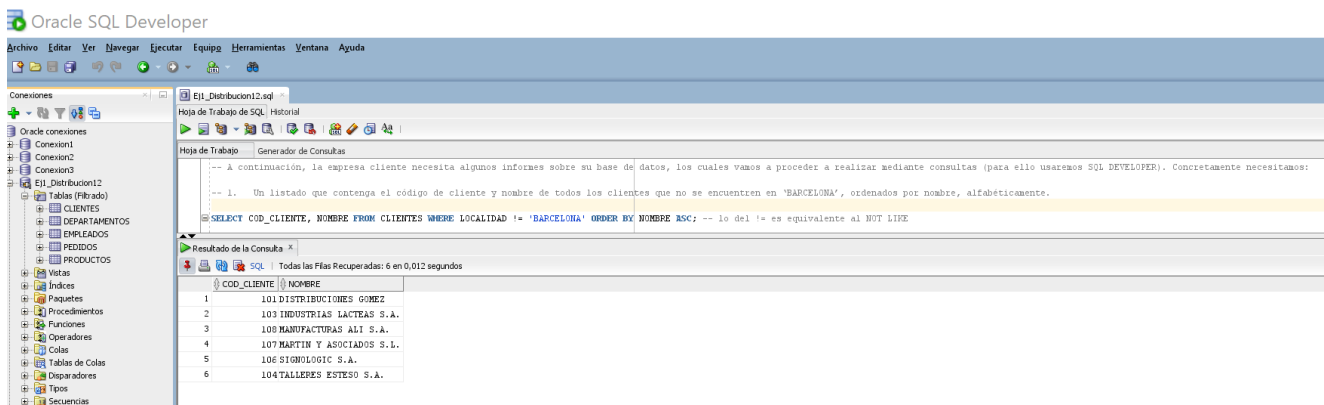 Oracle SQL Developer
Archivo Editar Ver Navegar Ejecutar Equipo Herramientas Ventana Ayuda
Conexiones
Oracle conexiones
Conexion1
Conexion2
Conexion3
Ej1_Distribucion12
Tablas (Filtrado)
CLIENTES
DEPARTAMENTOS
EMPLEADOS
PEDIDOS
PRODUCTOS
Vistas
Índices
Paquetes
Procedimientos
Funciones
Operadores
Colas
Tablas de Colas
Disparadores
Tipos
Secuencias
Ej1_Distribucion12.sql
Hoja de Trabajo de SQL Historial
Hoja de Trabajo Generador de Consultas
-- A continuación, la empresa cliente necesita algunos informes sobre su base de datos, los cuales vamos a proceder a realizar mediante consultas (para ello usaremos SQL DEVELOPER). Concretamente necesitamos:
-- 1. Un listado que contenga el código de cliente y nombre de todos los clientes que no se encuentren en 'BARCELONA', ordenados por nombre, alfabéticamente.
SELECT COD_CLIENTE, NOMBRE FROM CLIENTES WHERE LOCALIDAD != 'BARCELONA' ORDER BY NOMBRE ASC; -- lo del != es equivalente al NOT LIKE
Resultado de la Consulta
SQL | Todas las Filas Recuperadas: 6 en 0,012 segundos
COD_CLIENTE NOMBRE
1 101 DISTRIBUCIONES GOMEZ
2 103 INDUSTRIAS LACTEAS S.A.
3 108 MANUFACTURAS ALI S.A.
4 107 MARTIN Y ASOCIADOS S.L.
5 106 SIGNOLOGIC S.A.
6 104 TALLERES ESTESO S.A.